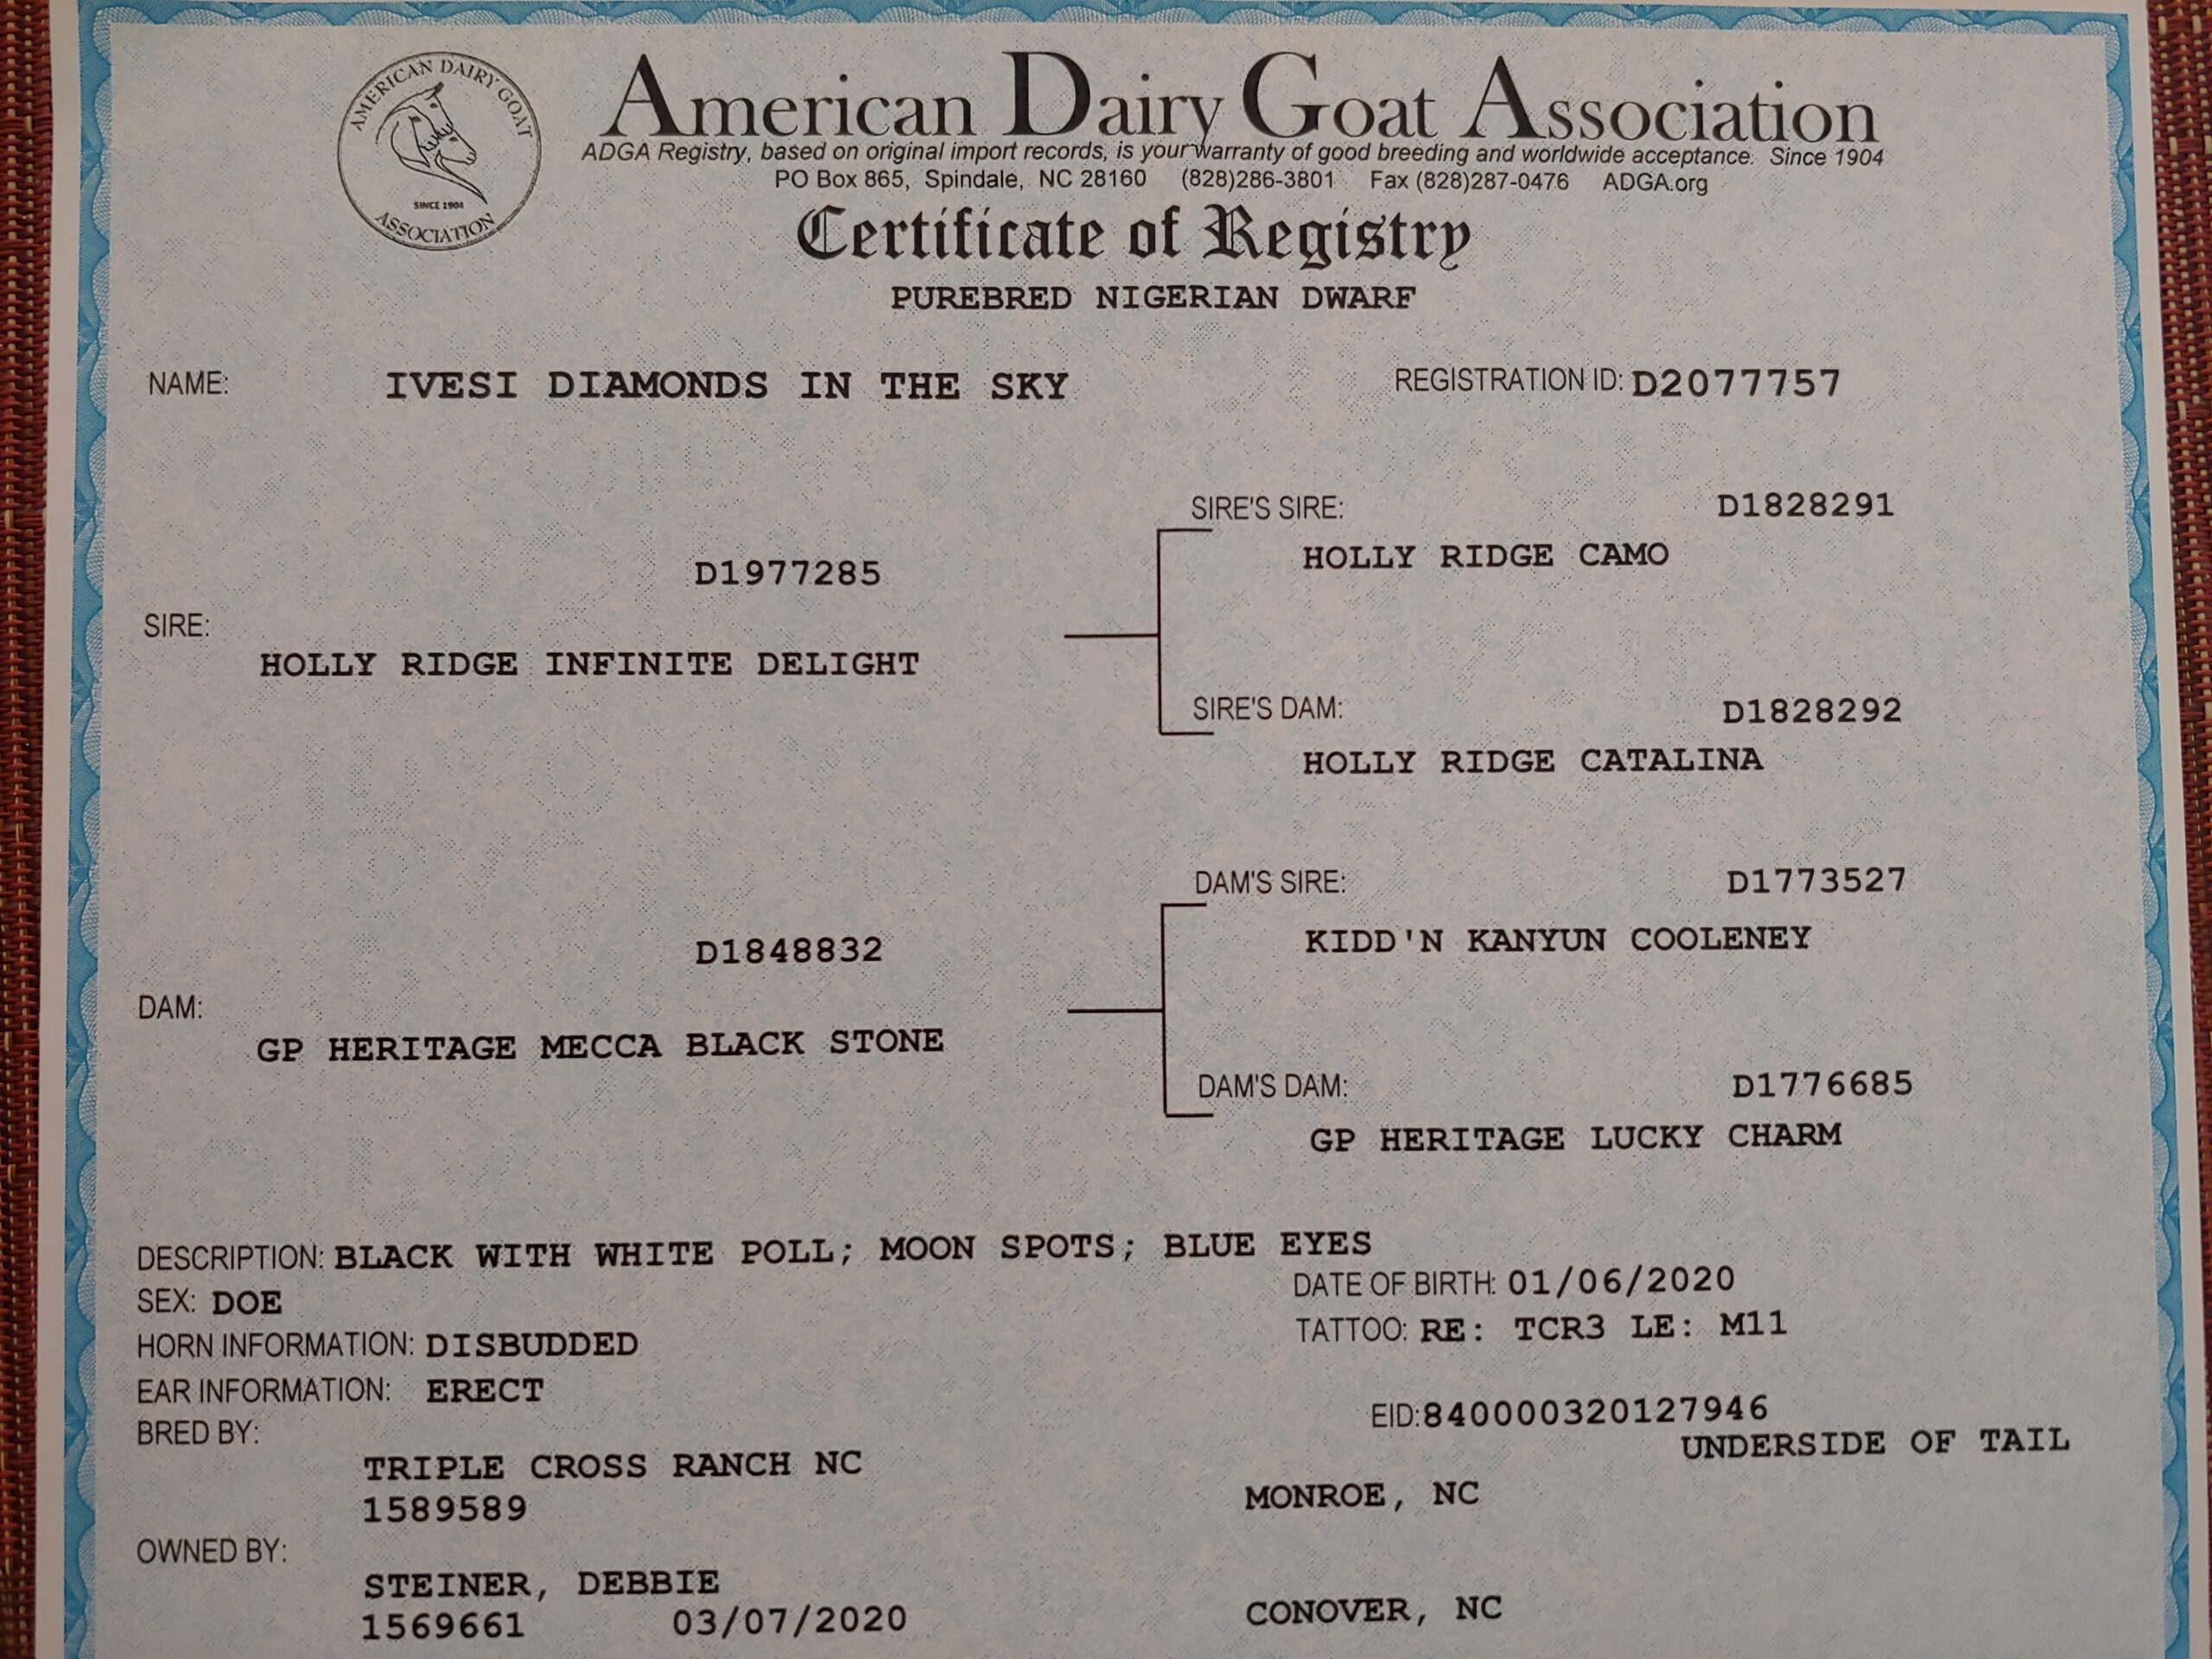 AMERICAN DAIRY GOAT
SINCE 1904
ASSOCIATION
American Dairy Goat Association
ADGA Registry, based on original import records, is your warranty of good breeding and worldwide acceptance. Since 1904
PO Box 865, Spindale, NC 28160 (828)286-3801 Fax (828)287-0476 ADGA.org
Certificate of Registry
PUREBRED NIGERIAN DWARF
NAME: IVESI DIAMONDS IN THE SKY REGISTRATION ID: D2077757
SIRE'S SIRE: D1828291
HOLLY RIDGE CAMO
D1977285
SIRE:
HOLLY RIDGE INFINITE DELIGHT
SIRE'S DAM: D1828292
HOLLY RIDGE CATALINA
DAM'S SIRE: D1773527
KIDD'N KANYUN COOLENEY
D1848832
DAM:
GP HERITAGE MECCA BLACK STONE
DAM'S DAM: D1776685
GP HERITAGE LUCKY CHARM
DESCRIPTION: BLACK WITH WHITE POLL; MOON SPOTS; BLUE EYES
SEX: DOE DATE OF BIRTH: 01/06/2020
HORN INFORMATION: DISBUDDED TATTOO: RE: TCR3 LE: M11
EAR INFORMATION: ERECT EID:840000320127946
BRED BY: UNDERSIDE OF TAIL
TRIPLE CROSS RANCH NC
1589589 MONROE, NC
OWNED BY:
STEINER, DEBBIE
1569661 03/07/2020 CONOVER, NC